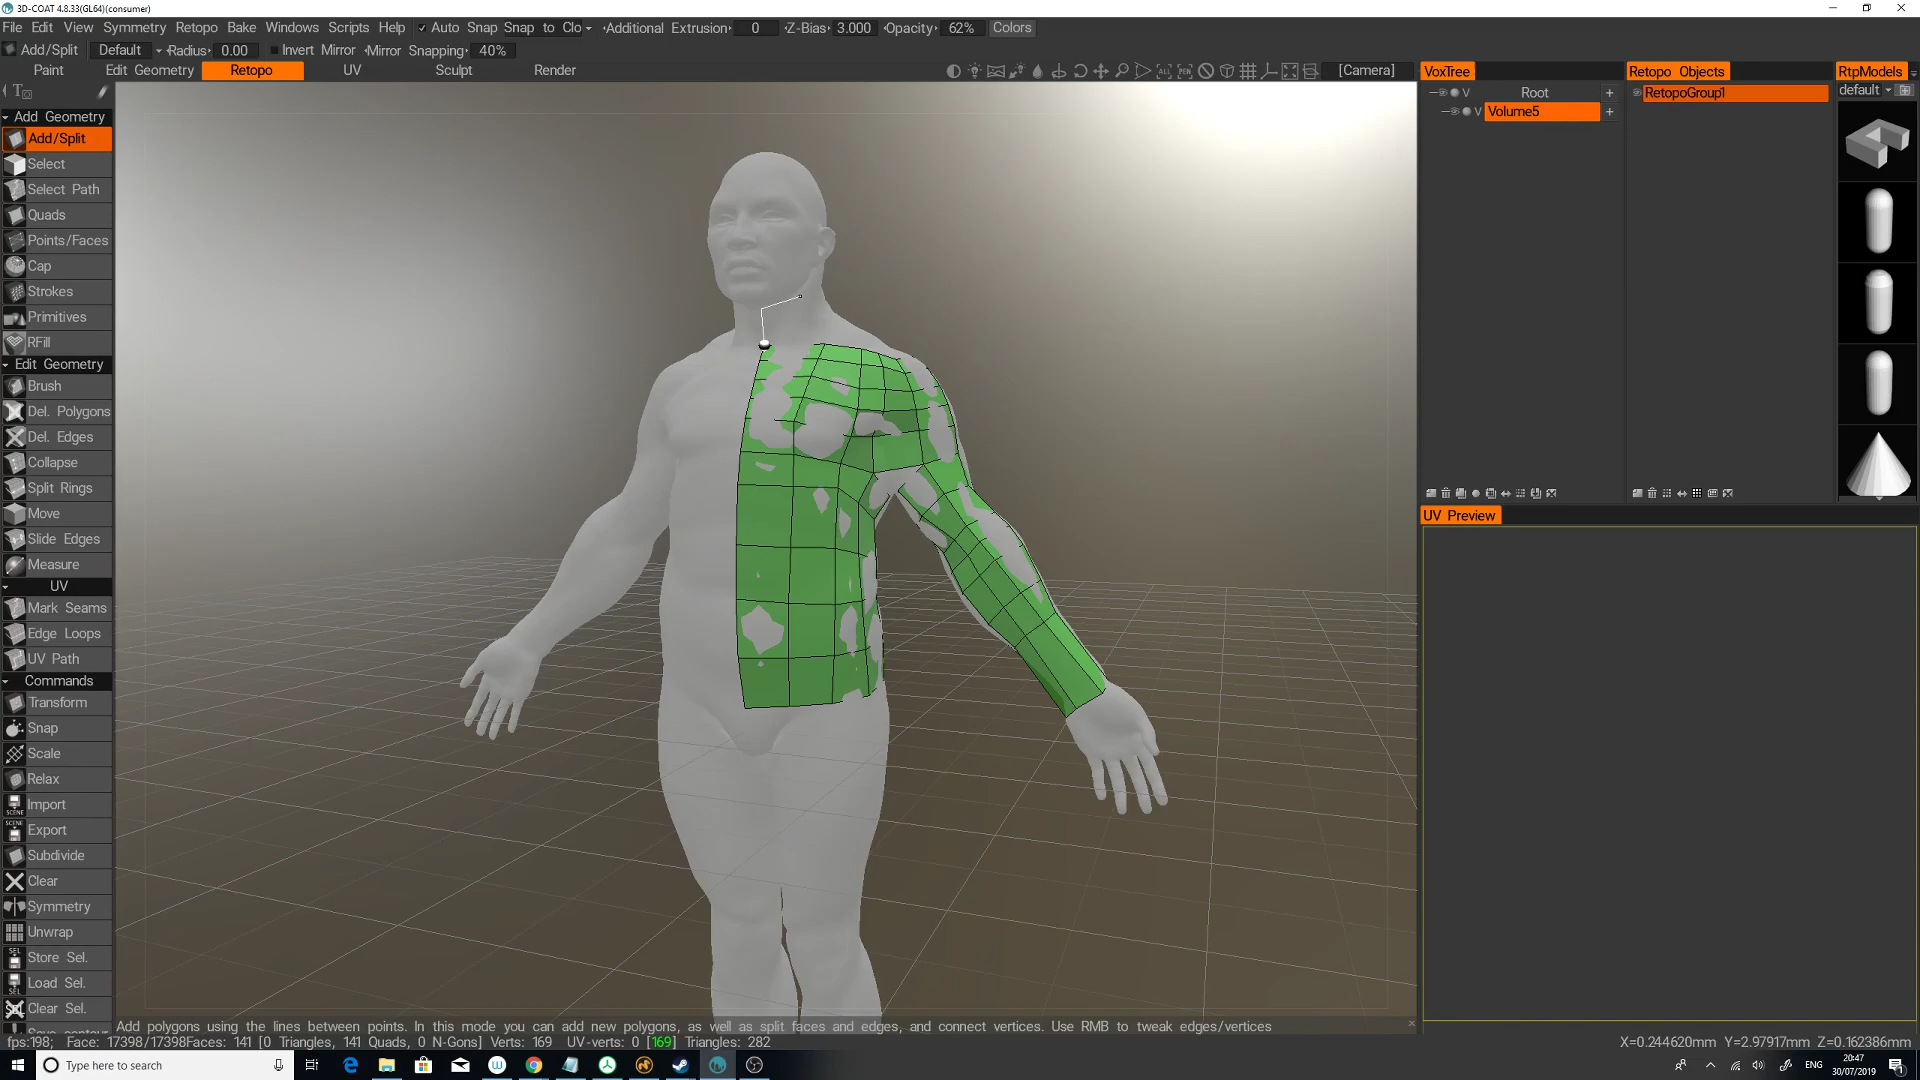 3D-COAT 4.8.33(GL64)(consumer)
File Edit View Symmetry Retopo Bake Windows Scripts Help Auto Snap Snap to Clo Additional Extrusion 0 Z-Bias 3.000 Opacity 62% Colors
Add/Split Default Radius 0.00 Invert Mirror Mirror Snapping 40%
Paint Edit Geometry Retopo UV Sculpt Render [Camera] VoxTree Retopo Objects RtpModels
default
Root RetopoGroup1
V Volume5
Add Geometry
Add/Split
Select
Select Path
Quads
Points/Faces
Cap
Strokes
Primitives
RFill
Edit Geometry
Brush
Del. Polygons
Del. Edges
Collapse
Split Rings
UV Preview
Move
Slide Edges
Measure
UV
Mark Seams
Edge Loops
UV Path
Commands
Transform
Snap
Scale
Relax
Import
Export
Subdivide
Clear
Symmetry
Unwrap
Store Sel.
Load Sel.
Clear Sel.
Add polygons using the lines between points. In this mode you can add new polygons, as well as split faces and edges, and connect vertices. Use RMB to tweak edges/vertices
fps:198; Face: 17398/17398Faces: 141 [0 Triangles, 141 Quads, 0 N-Gons] Verts: 169 UV-verts: 0 [169] Triangles: 282 X=0.244620mm Y=2.97917mm Z=0.162386mm
Type here to search ENG 20:47
30/07/2019